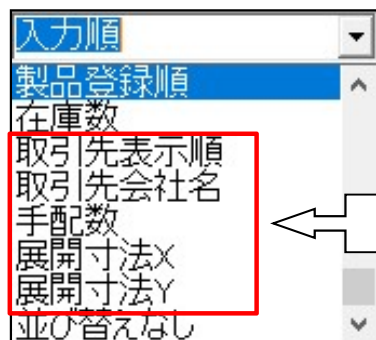 入力順
製品登録順
在庫数
取引先表示順
取引先会社名
手配数
展開寸法X
展開寸法Y
並び替えなし